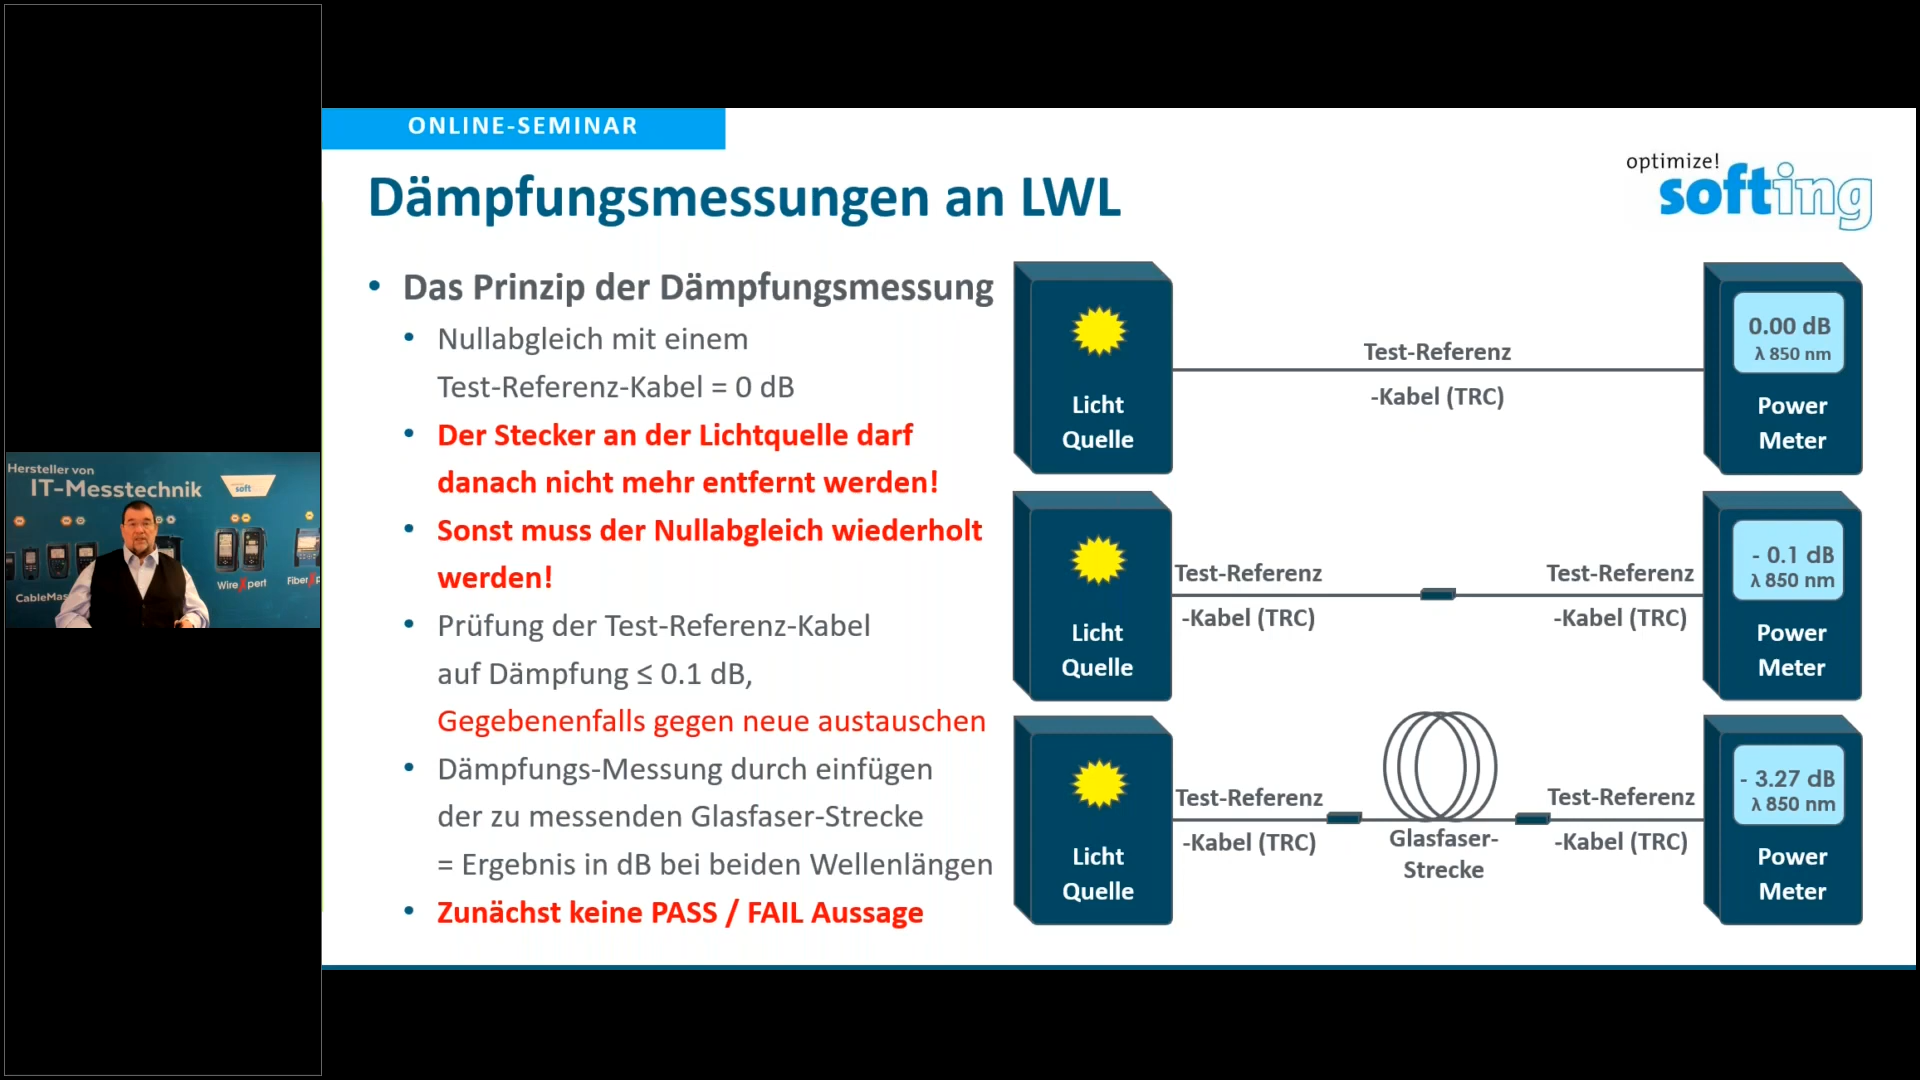 ONLINE-SEMINAR
Dämpfungsmessungen an LWL
optimize!
softing
• Das Prinzip der Dämpfungsmessung
• Nullabgleich mit einem
Test-Referenz-Kabel = 0 dB
• Der Stecker an der Lichtquelle darf
danach nicht mehr entfernt werden!
• Sonst muss der Nullabgleich wiederholt
werden!
• Prüfung der Test-Referenz-Kabel
auf Dämpfung ≤ 0.1 dB,
Gegebenenfalls gegen neue austauschen
• Dämpfungs-Messung durch einfügen
der zu messenden Glasfaser-Strecke
= Ergebnis in dB bei beiden Wellenlängen
• Zunächst keine PASS / FAIL Aussage
Licht
Quelle
Test-Referenz
-Kabel (TRC)
0.00 dB
λ 850 nm
Power
Meter
Licht
Quelle
Test-Referenz
-Kabel (TRC)
Test-Referenz
-Kabel (TRC)
- 0.1 dB
λ 850 nm
Power
Meter
Licht
Quelle
Test-Referenz
-Kabel (TRC)
Glasfaser-
Strecke
Test-Referenz
-Kabel (TRC)
- 3.27 dB
λ 850 nm
Power
Meter
Hersteller von
IT-Messtechnik
soft
WireXpert